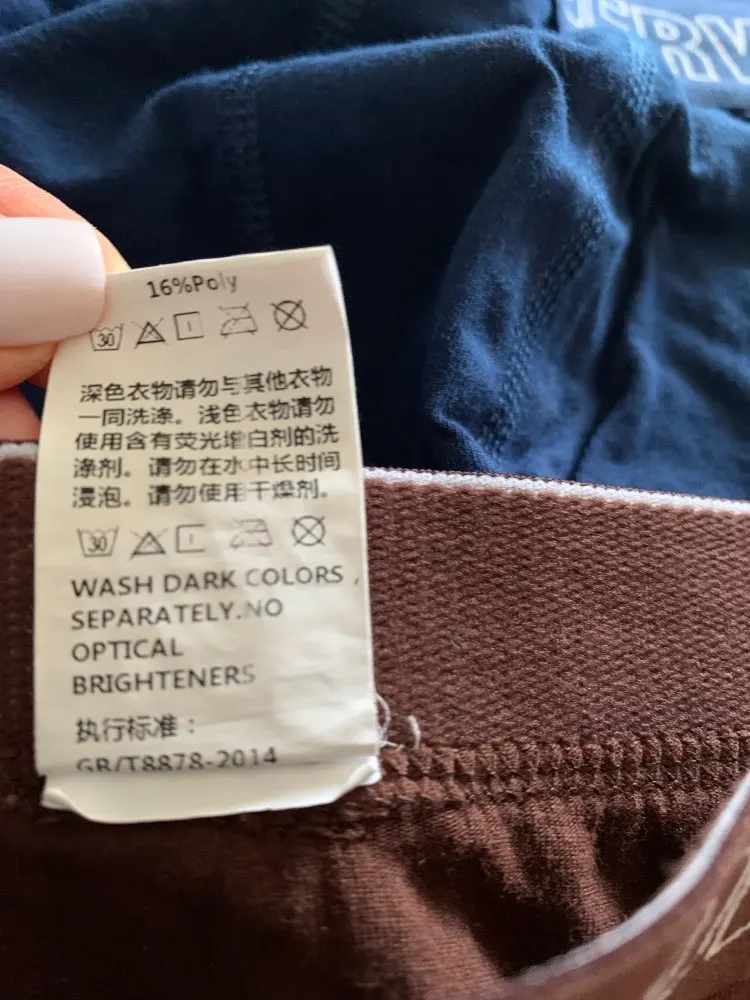 16%Poly
30
深色衣物请勿与其他衣物
一同洗涤。浅色衣物请勿
使用含有荧光增白剂的洗
涤剂。请勿在水中长时间
浸泡。请勿使用干燥剂。
30
WASH DARK COLORS ,
SEPARATELY.NO
OPTICAL
BRIGHTENERS
执行标准：
GB/T8878-2014